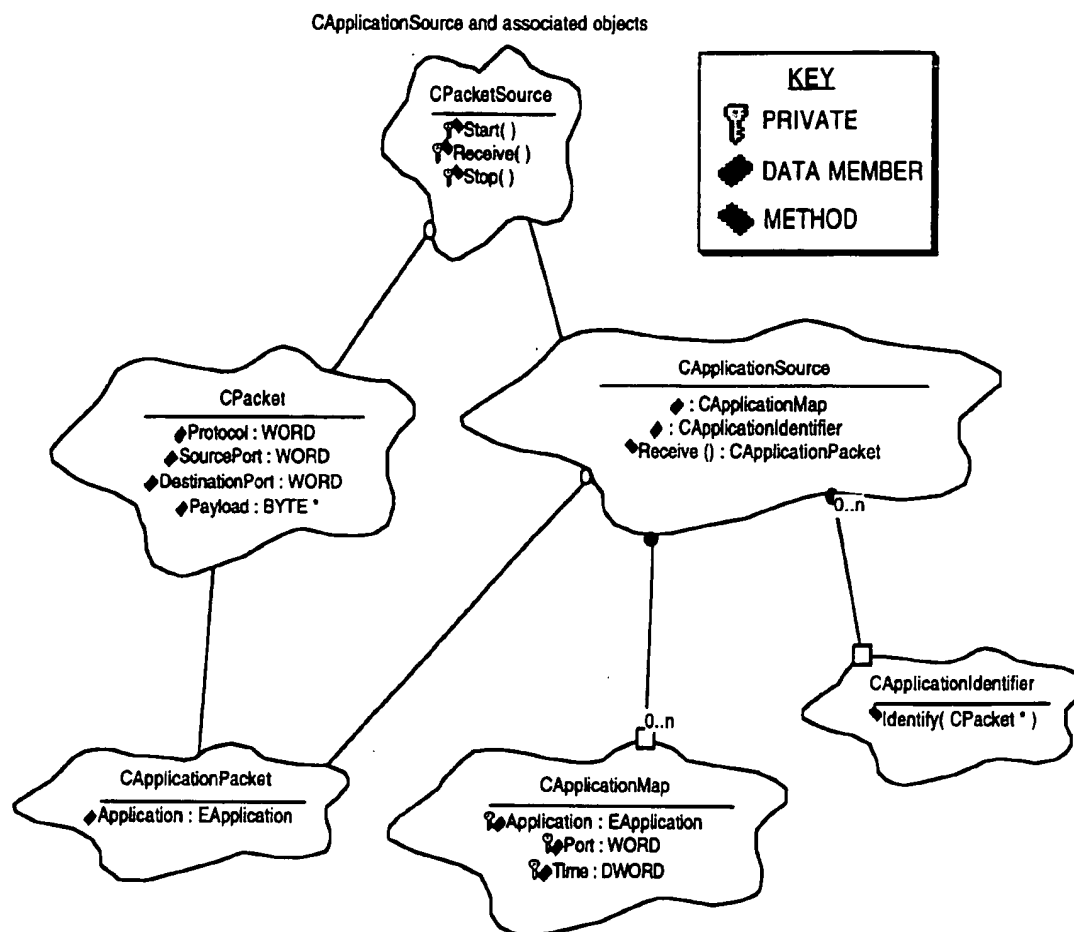 CApplicationSource and associated objects
CPacketSource
Start( )
Receive( )
Stop( )
KEY
PRIVATE
DATA MEMBER
METHOD
CPacket
Protocol : WORD
SourcePort : WORD
DestinationPort : WORD
Payload : BYTE *
CApplicationSource
: CApplicationMap
: CApplicationIdentifier
Receive () : CApplicationPacket
0..n
CApplicationIdentifier
Identify( CPacket * )
0..n
CApplicationPacket
Application : EApplication
CApplicationMap
Application : EApplication
Port : WORD
Time : DWORD